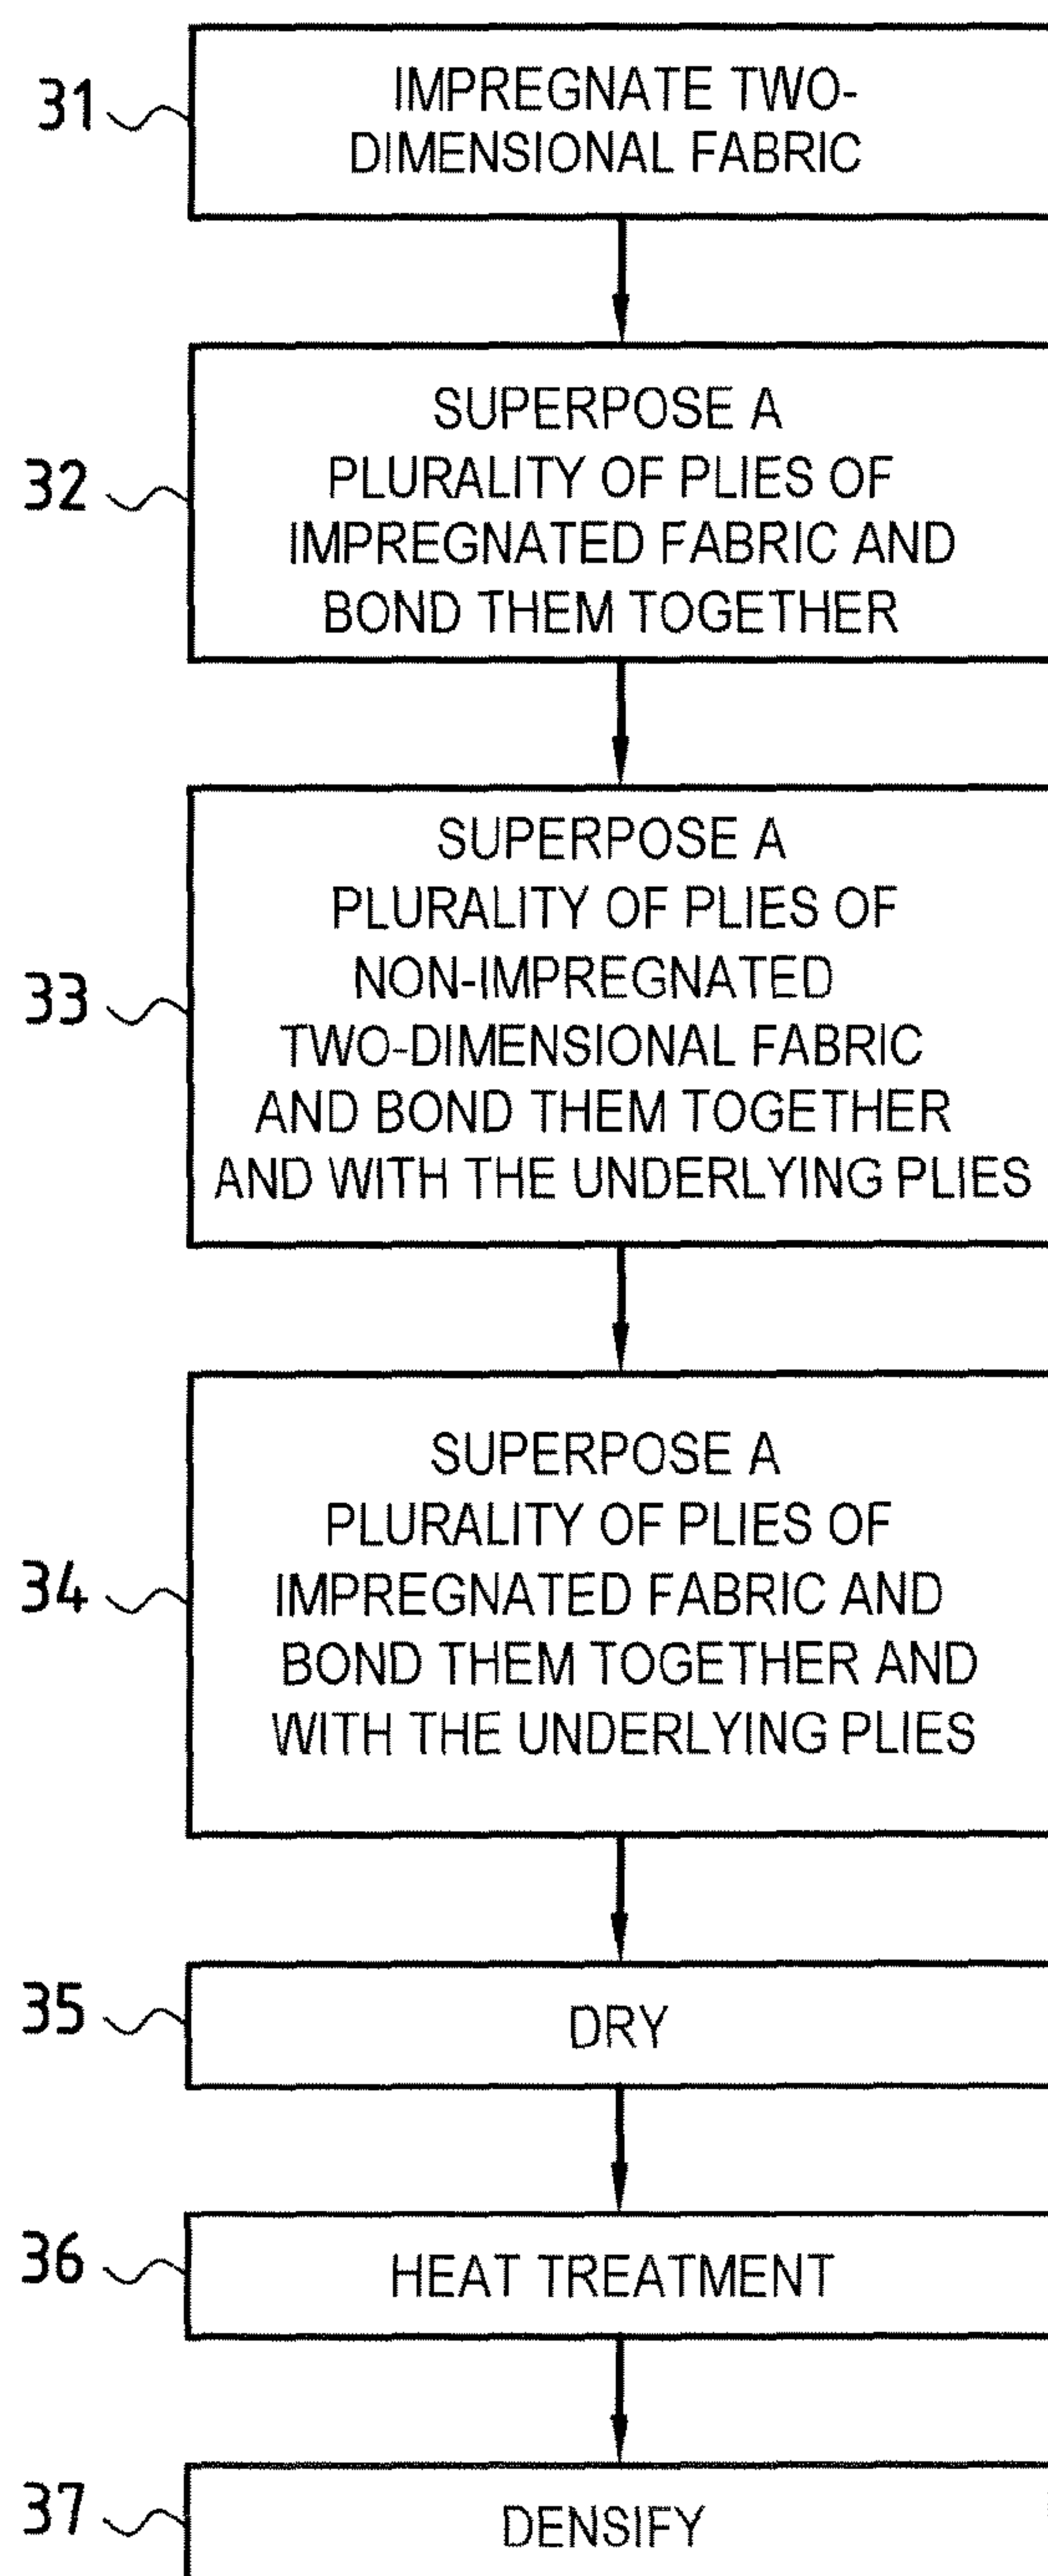 31
IMPREGNATE TWO-
DIMENSIONAL FABRIC
32
SUPERPOSE A
PLURALITY OF PLIES OF
IMPREGNATED FABRIC AND
BOND THEM TOGETHER
33
SUPERPOSE A
PLURALITY OF PLIES OF
NON-IMPREGNATED
TWO-DIMENSIONAL FABRIC
AND BOND THEM TOGETHER
AND WITH THE UNDERLYING PLIES
34
SUPERPOSE A
PLURALITY OF PLIES OF
IMPREGNATED FABRIC AND
BOND THEM TOGETHER AND
WITH THE UNDERLYING PLIES
35
DRY
36
HEAT TREATMENT
37
DENSIFY